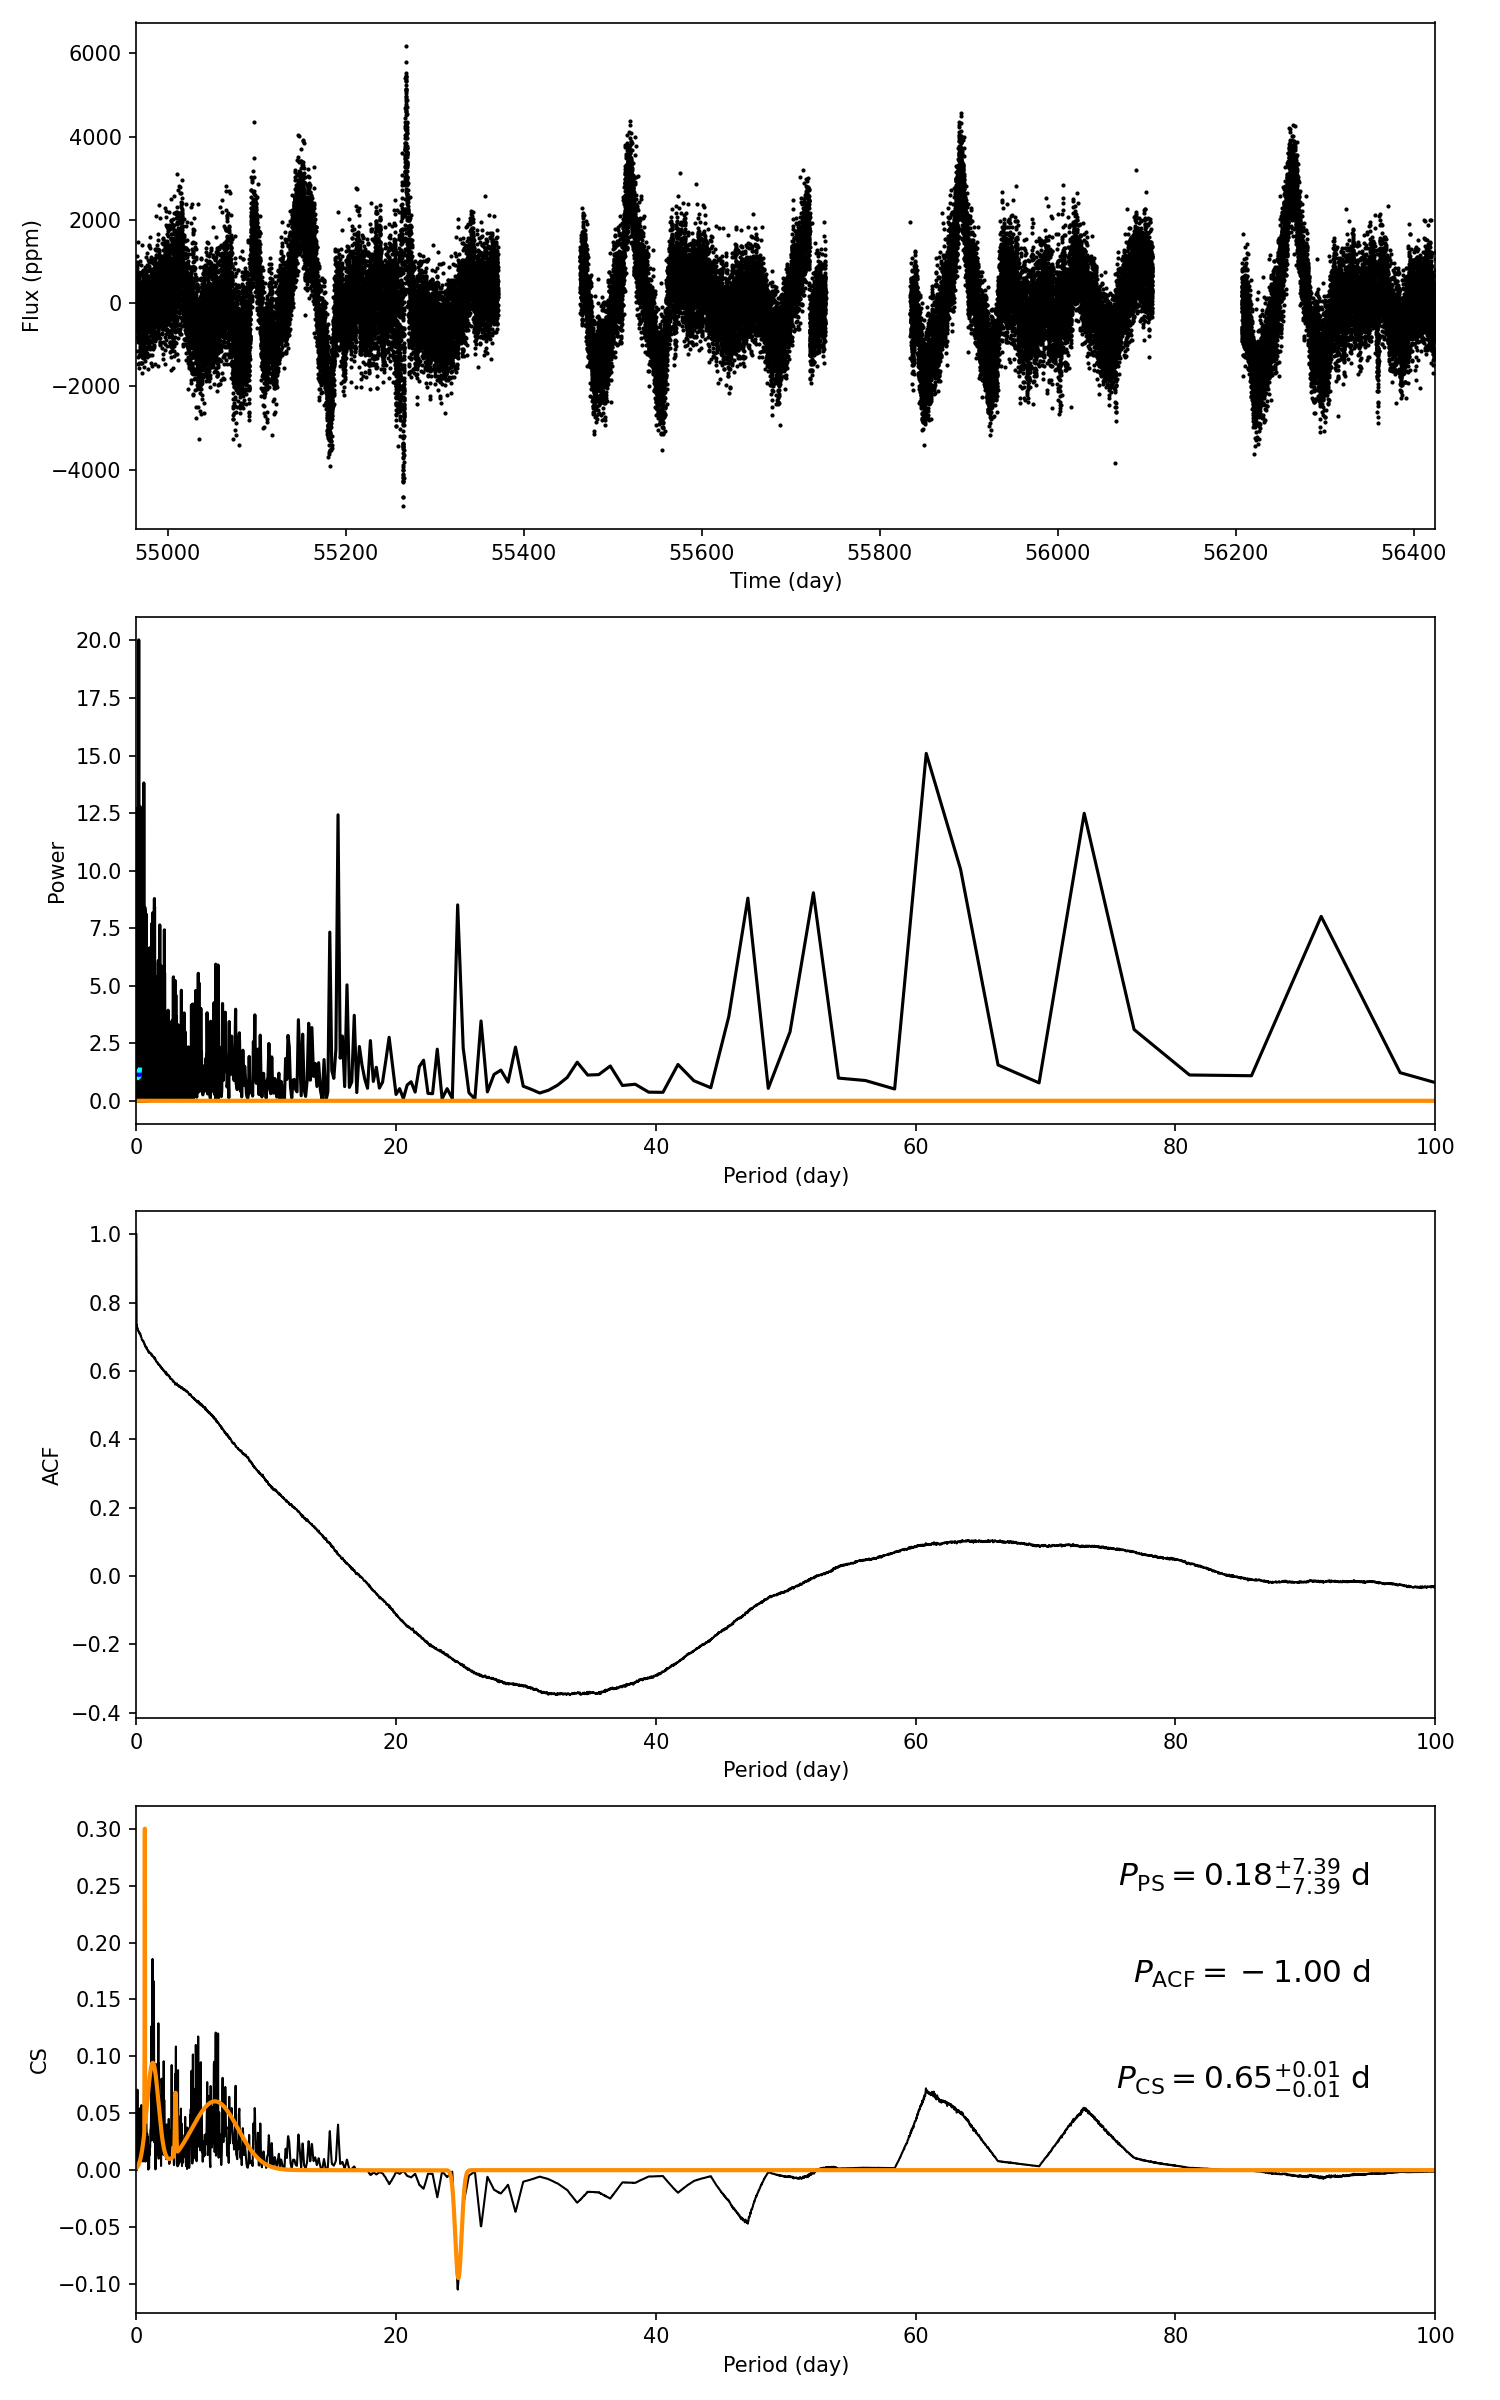 6000
4000
2000
0
−2000
−4000
Flux (ppm)
55000 55200 55400 55600 55800 56000 56200 56400
Time (day)
20.0
17.5
15.0
12.5
10.0
7.5
5.0
2.5
0.0
Power
0 20 40 60 80 100
Period (day)
1.0
0.8
0.6
0.4
0.2
0.0
−0.2
−0.4
ACF
0 20 40 60 80 100
Period (day)
0.30
0.25
0.20
0.15
0.10
0.05
0.00
−0.05
−0.10
CS
P_PS = 0.18^{+7.39}_{−7.39} d
P_ACF = −1.00 d
P_CS = 0.65^{+0.01}_{−0.01} d
0 20 40 60 80 100
Period (day)